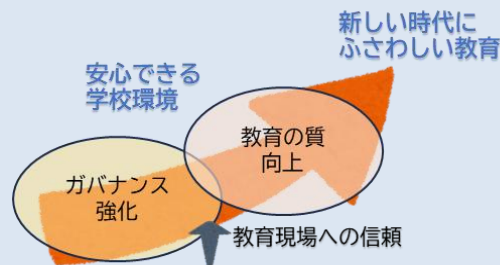 新しい時代に
ふさわしい教育
安心できる
学校環境
教育の質
向上
ガバナンス
強化
教育現場への信頼